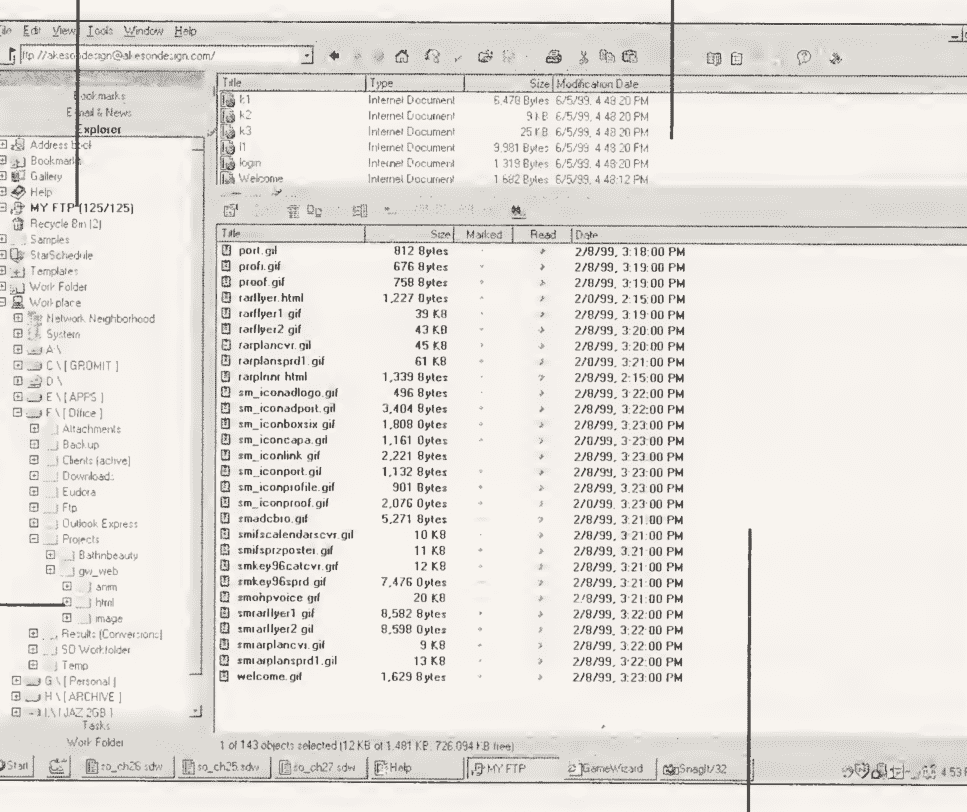 File Edit View Tools Window Help
ftp://akesondesign@akesondesign.com/
Bookmarks
E-mail & News
Explorer
Address book
Bookmarks
Gallery
Help
MY FTP (125/125)
Recycle Bin (2)
Samples
StarSchedule
Templates
Work Folder
Workplace
Network Neighborhood
System
A:\
C:\ [ GROMIT ]
D:\
E:\ [ APPS ]
F:\ [ Office ]
Attachments
Backup
Clients (active)
Downloads
Eudora
Ftp
Outlook Express
Projects
Bathnbeauty
gw_web
anim
html
image
Results (Conversions)
SO Workfolder
Temp
G:\ [ Personal ]
H:\ [ ARCHIVE ]
I:\ [ JAZ 2GB ]
Tasks
Work Folder
Title Type Size Modification Date
k1 Internet Document 6,478 Bytes 6/5/99, 4:48:20 PM
k2 Internet Document 9 KB 6/5/99, 4:48:20 PM
k3 Internet Document 25 KB 6/5/99, 4:48:20 PM
l1 Internet Document 9,981 Bytes 6/5/99, 4:48:20 PM
login Internet Document 1,319 Bytes 6/5/99, 4:48:20 PM
Welcome Internet Document 1,682 Bytes 6/5/99, 4:48:12 PM
Title Size Marked Read Date
port.gif 812 Bytes 2/8/99, 3:18:00 PM
profi.gif 676 Bytes 2/8/99, 3:19:00 PM
proof.gif 758 Bytes 2/8/99, 3:19:00 PM
rarflyer.html 1,227 Bytes 2/8/99, 2:15:00 PM
rarflyer1.gif 39 KB 2/8/99, 3:19:00 PM
rarflyer2.gif 43 KB 2/8/99, 3:20:00 PM
rarplancvr.gif 45 KB 2/8/99, 3:20:00 PM
rarplansprd1.gif 61 KB 2/8/99, 3:21:00 PM
rarplnnr.html 1,339 Bytes 2/8/99, 2:15:00 PM
sm_iconadlogo.gif 496 Bytes 2/8/99, 3:22:00 PM
sm_iconadport.gif 3,404 Bytes 2/8/99, 3:22:00 PM
sm_iconboxsix.gif 1,808 Bytes 2/8/99, 3:23:00 PM
sm_iconcapa.gif 1,161 Bytes 2/8/99, 3:23:00 PM
sm_iconlink.gif 2,221 Bytes 2/8/99, 3:23:00 PM
sm_iconport.gif 1,132 Bytes 2/8/99, 3:23:00 PM
sm_iconprofile.gif 901 Bytes 2/8/99, 3:23:00 PM
sm_iconproof.gif 2,076 Bytes 2/8/99, 3:23:00 PM
smadcbro.gif 5,271 Bytes 2/8/99, 3:21:00 PM
smifscalendarscvr.gif 10 KB 2/8/99, 3:21:00 PM
smifsprzposter.gif 11 KB 2/8/99, 3:21:00 PM
smkey96catcvr.gif 12 KB 2/8/99, 3:21:00 PM
smkey96sprd.gif 7,476 Bytes 2/8/99, 3:21:00 PM
smohpvoice.gif 20 KB 2/8/99, 3:21:00 PM
smrarflyer1.gif 8,582 Bytes 2/8/99, 3:22:00 PM
smrarflyer2.gif 8,598 Bytes 2/8/99, 3:22:00 PM
smrarplancvr.gif 9 KB 2/8/99, 3:22:00 PM
smrarplansprd1.gif 13 KB 2/8/99, 3:22:00 PM
welcome.gif 1,629 Bytes 2/8/99, 3:23:00 PM
1 of 143 objects selected (12 KB of 1,481 KB, 726,094 KB free)
Start so_ch26.sdw so_ch25.sdw so_ch27.sdw Help MY FTP GameWizard SnagIt/32 4:53